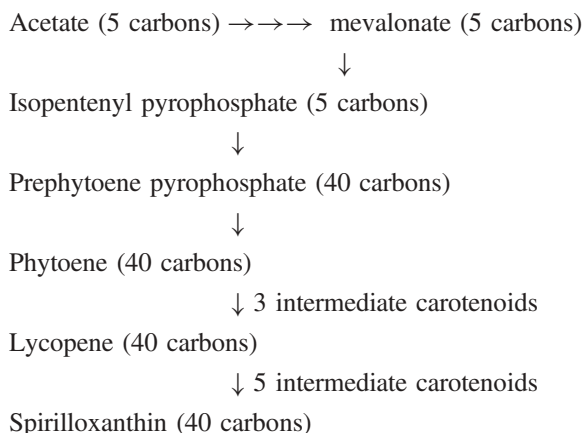 Acetate (5 carbons) →→→ mevalonate (5 carbons)
↓
Isopentenyl pyrophosphate (5 carbons)
↓
Prephytoene pyrophosphate (40 carbons)
↓
Phytoene (40 carbons)
↓ 3 intermediate carotenoids
Lycopene (40 carbons)
↓ 5 intermediate carotenoids
Spirilloxanthin (40 carbons)